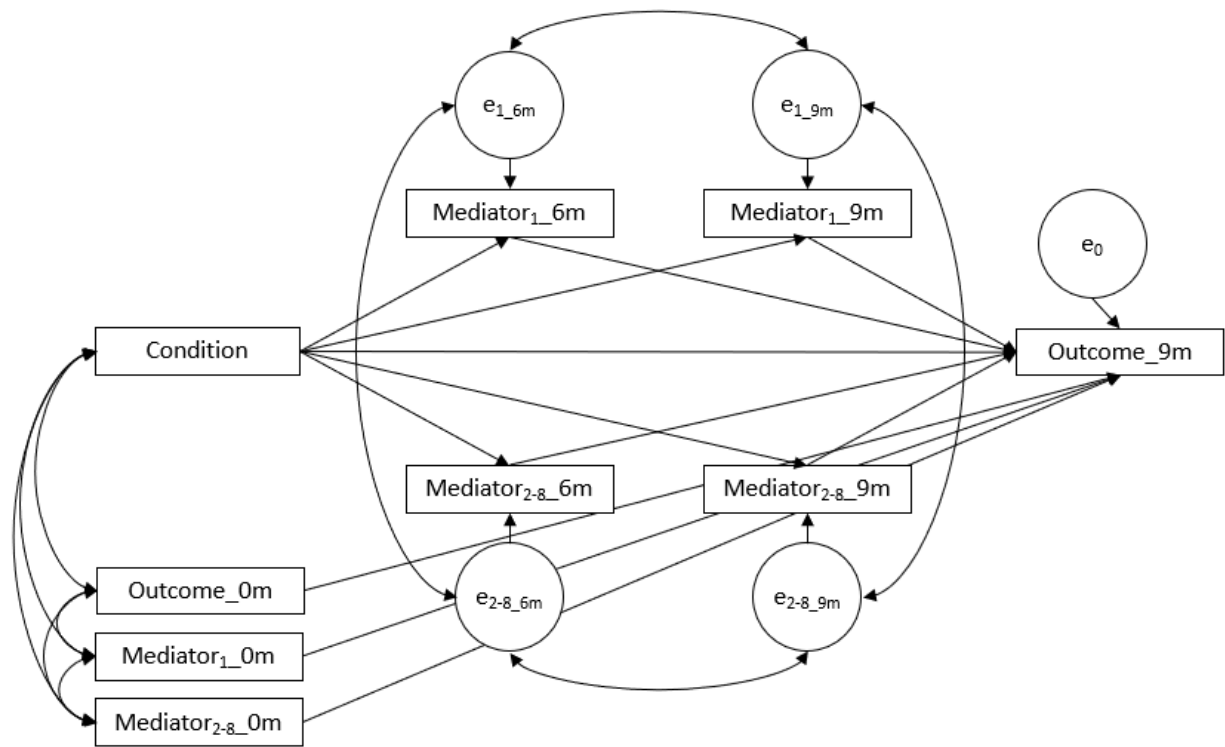 e1_6m
e1_9m
Mediator1_6m
Mediator1_9m
e0
Condition
Outcome_9m
Mediator2-8_6m
Mediator2-8_9m
Outcome_0m
e2-8_6m
e2-8_9m
Mediator1_0m
Mediator2-8_0m